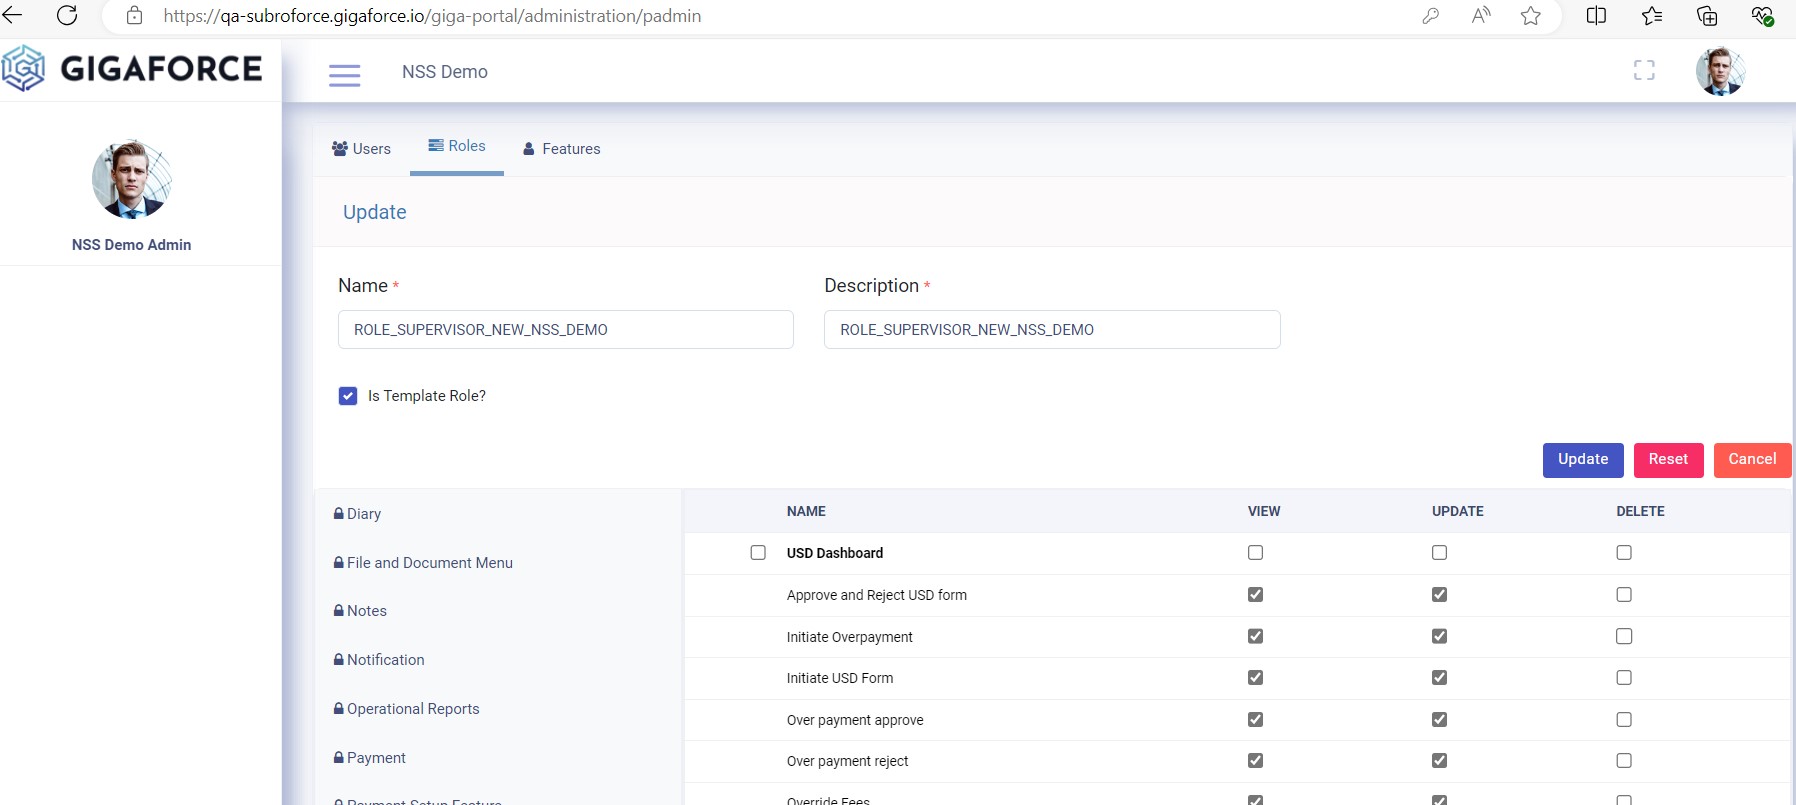 https://qa-subroforce.gigaforce.io/giga-portal/administration/padmin
GIGAFORCE
NSS Demo
NSS Demo Admin
Users
Roles
Features
Update
Name *
Description *
ROLE_SUPERVISOR_NEW_NSS_DEMO
ROLE_SUPERVISOR_NEW_NSS_DEMO
Is Template Role?
Update
Reset
Cancel
Diary
File and Document Menu
Notes
Notification
Operational Reports
Payment
Payment Setup Feature
NAME VIEW UPDATE DELETE
USD Dashboard
Approve and Reject USD form
Initiate Overpayment
Initiate USD Form
Over payment approve
Over payment reject
Override Fees